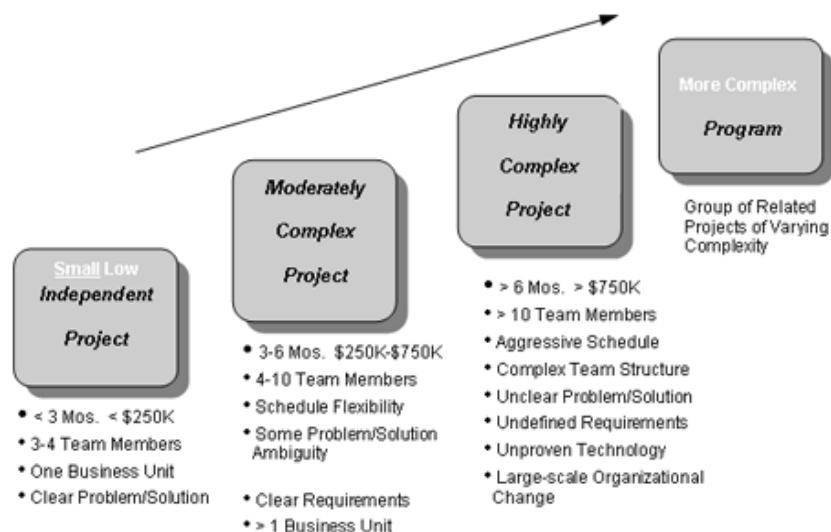 Small Low
Independent
Project
• < 3 Mos. < $250K
• 3-4 Team Members
• One Business Unit
• Clear Problem/Solution
Moderately
Complex
Project
• 3-6 Mos. $250K-$750K
• 4-10 Team Members
• Schedule Flexibility
• Some Problem/Solution
Ambiguity
• Clear Requirements
• > 1 Business Unit
Highly
Complex
Project
• > 6 Mos. > $750K
• > 10 Team Members
• Aggressive Schedule
• Complex Team Structure
• Unclear Problem/Solution
• Undefined Requirements
• Unproven Technology
• Large-scale Organizational
Change
More Complex
Program
Group of Related
Projects of Varying
Complexity